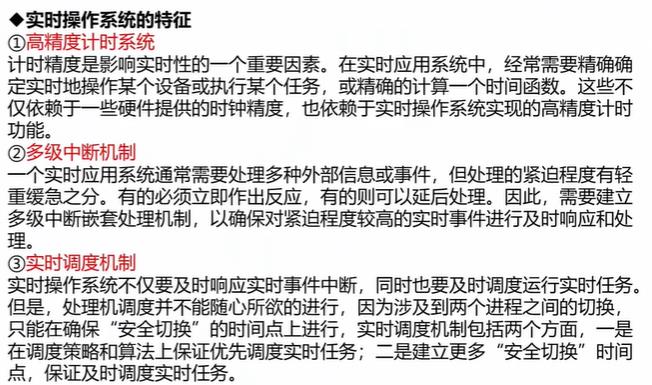 ◆实时操作系统的特征
①高精度计时系统
计时精度是影响实时性的一个重要因素。在实时应用系统中，经常需要精确确
定实时地操作某个设备或执行某个任务，或精确的计算一个时间函数。这些不
仅依赖于一些硬件提供的时钟精度，也依赖于实时操作系统实现的高精度计时
功能。
②多级中断机制
一个实时应用系统通常需要处理多种外部信息或事件，但处理的紧迫程度有轻
重缓急之分。有的必须立即作出反应，有的则可以延后处理。因此，需要建立
多级中断嵌套处理机制，以确保对紧迫程度较高的实时事件进行及时响应和处
理。
③实时调度机制
实时操作系统不仅要及时响应实时事件中断，同时也要及时调度运行实时任务。
但是，处理机调度并不能随心所欲的进行，因为涉及到两个进程之间的切换，
只能在确保“安全切换”的时间点上进行，实时调度机制包括两个方面，一是
在调度策略和算法上保证优先调度实时任务；二是建立更多“安全切换”时间
点，保证及时调度实时任务。